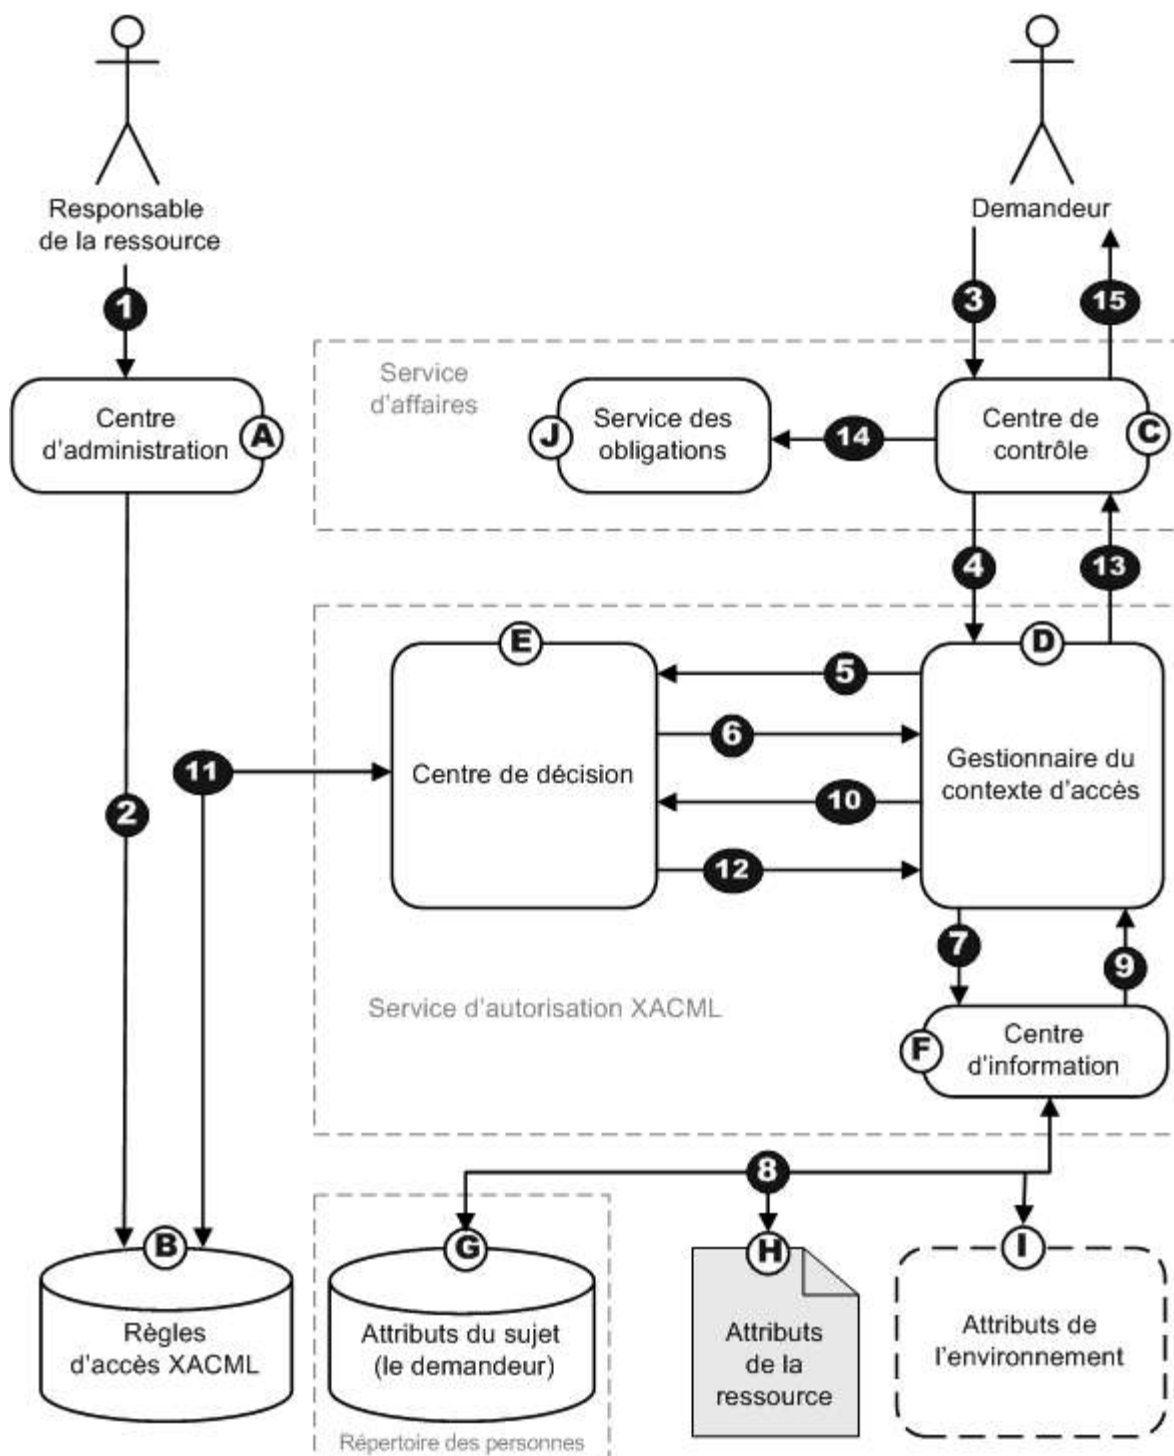 Responsable
de la ressource
Demandeur
1
3
15
Service
d'affaires
Centre
d'administration
A
J
Service des
obligations
14
Centre de
contrôle
C
4
13
E
D
5
6
11
Centre de décision
Gestionnaire du
contexte d'accès
10
2
12
7
9
Service d'autorisation XACML
F
Centre
d'information
8
B
G
H
I
Règles
d'accès XACML
Attributs du sujet
(le demandeur)
Attributs
de la
ressource
Attributs de
l'environnement
Répertoire des personnes